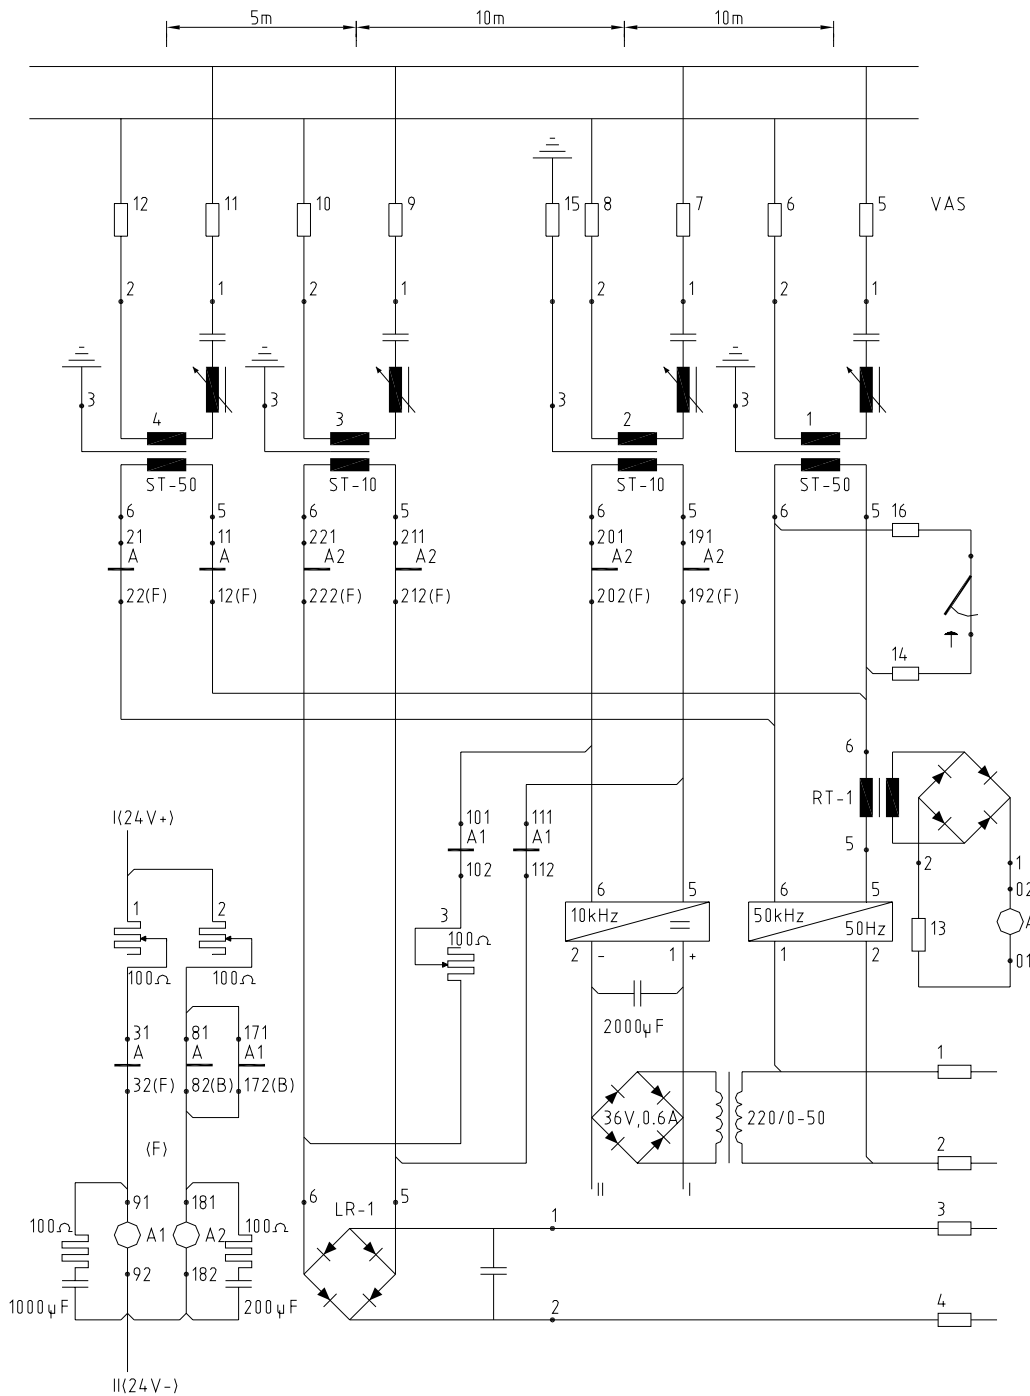 5m 10m 10m
12 11 10 9 15 8 7 6 5 VAS
2 1 2 1 2 1 2 1
3 3 3 3
4 3 2 1
ST-50 ST-10 ST-10 ST-50
6 5 6 5 6 5 6 5 16
21 11 221 211 201 191
A A A2 A2 A2 A2
22(F) 12(F) 222(F) 212(F) 202(F) 192(F)
14
6
RT-1
I(24V+) 101 111
A1 A1 5
102 112 2 1
6 5 6 5 02
1 2 3 10kHz 50kHz A
100Ω 50Hz 13
2 - 1 + 1 2 01
100Ω 100Ω
2000μF
31 81 171
A A A1 1
32(F) 82(B) 172(B)
36V,0.6A 220/0-50
(F) 2
II I
91 181 6 LR-1 5 1 3
100Ω A1 A2 100Ω
92 182
1000μF 200μF 2 4
II(24V-)